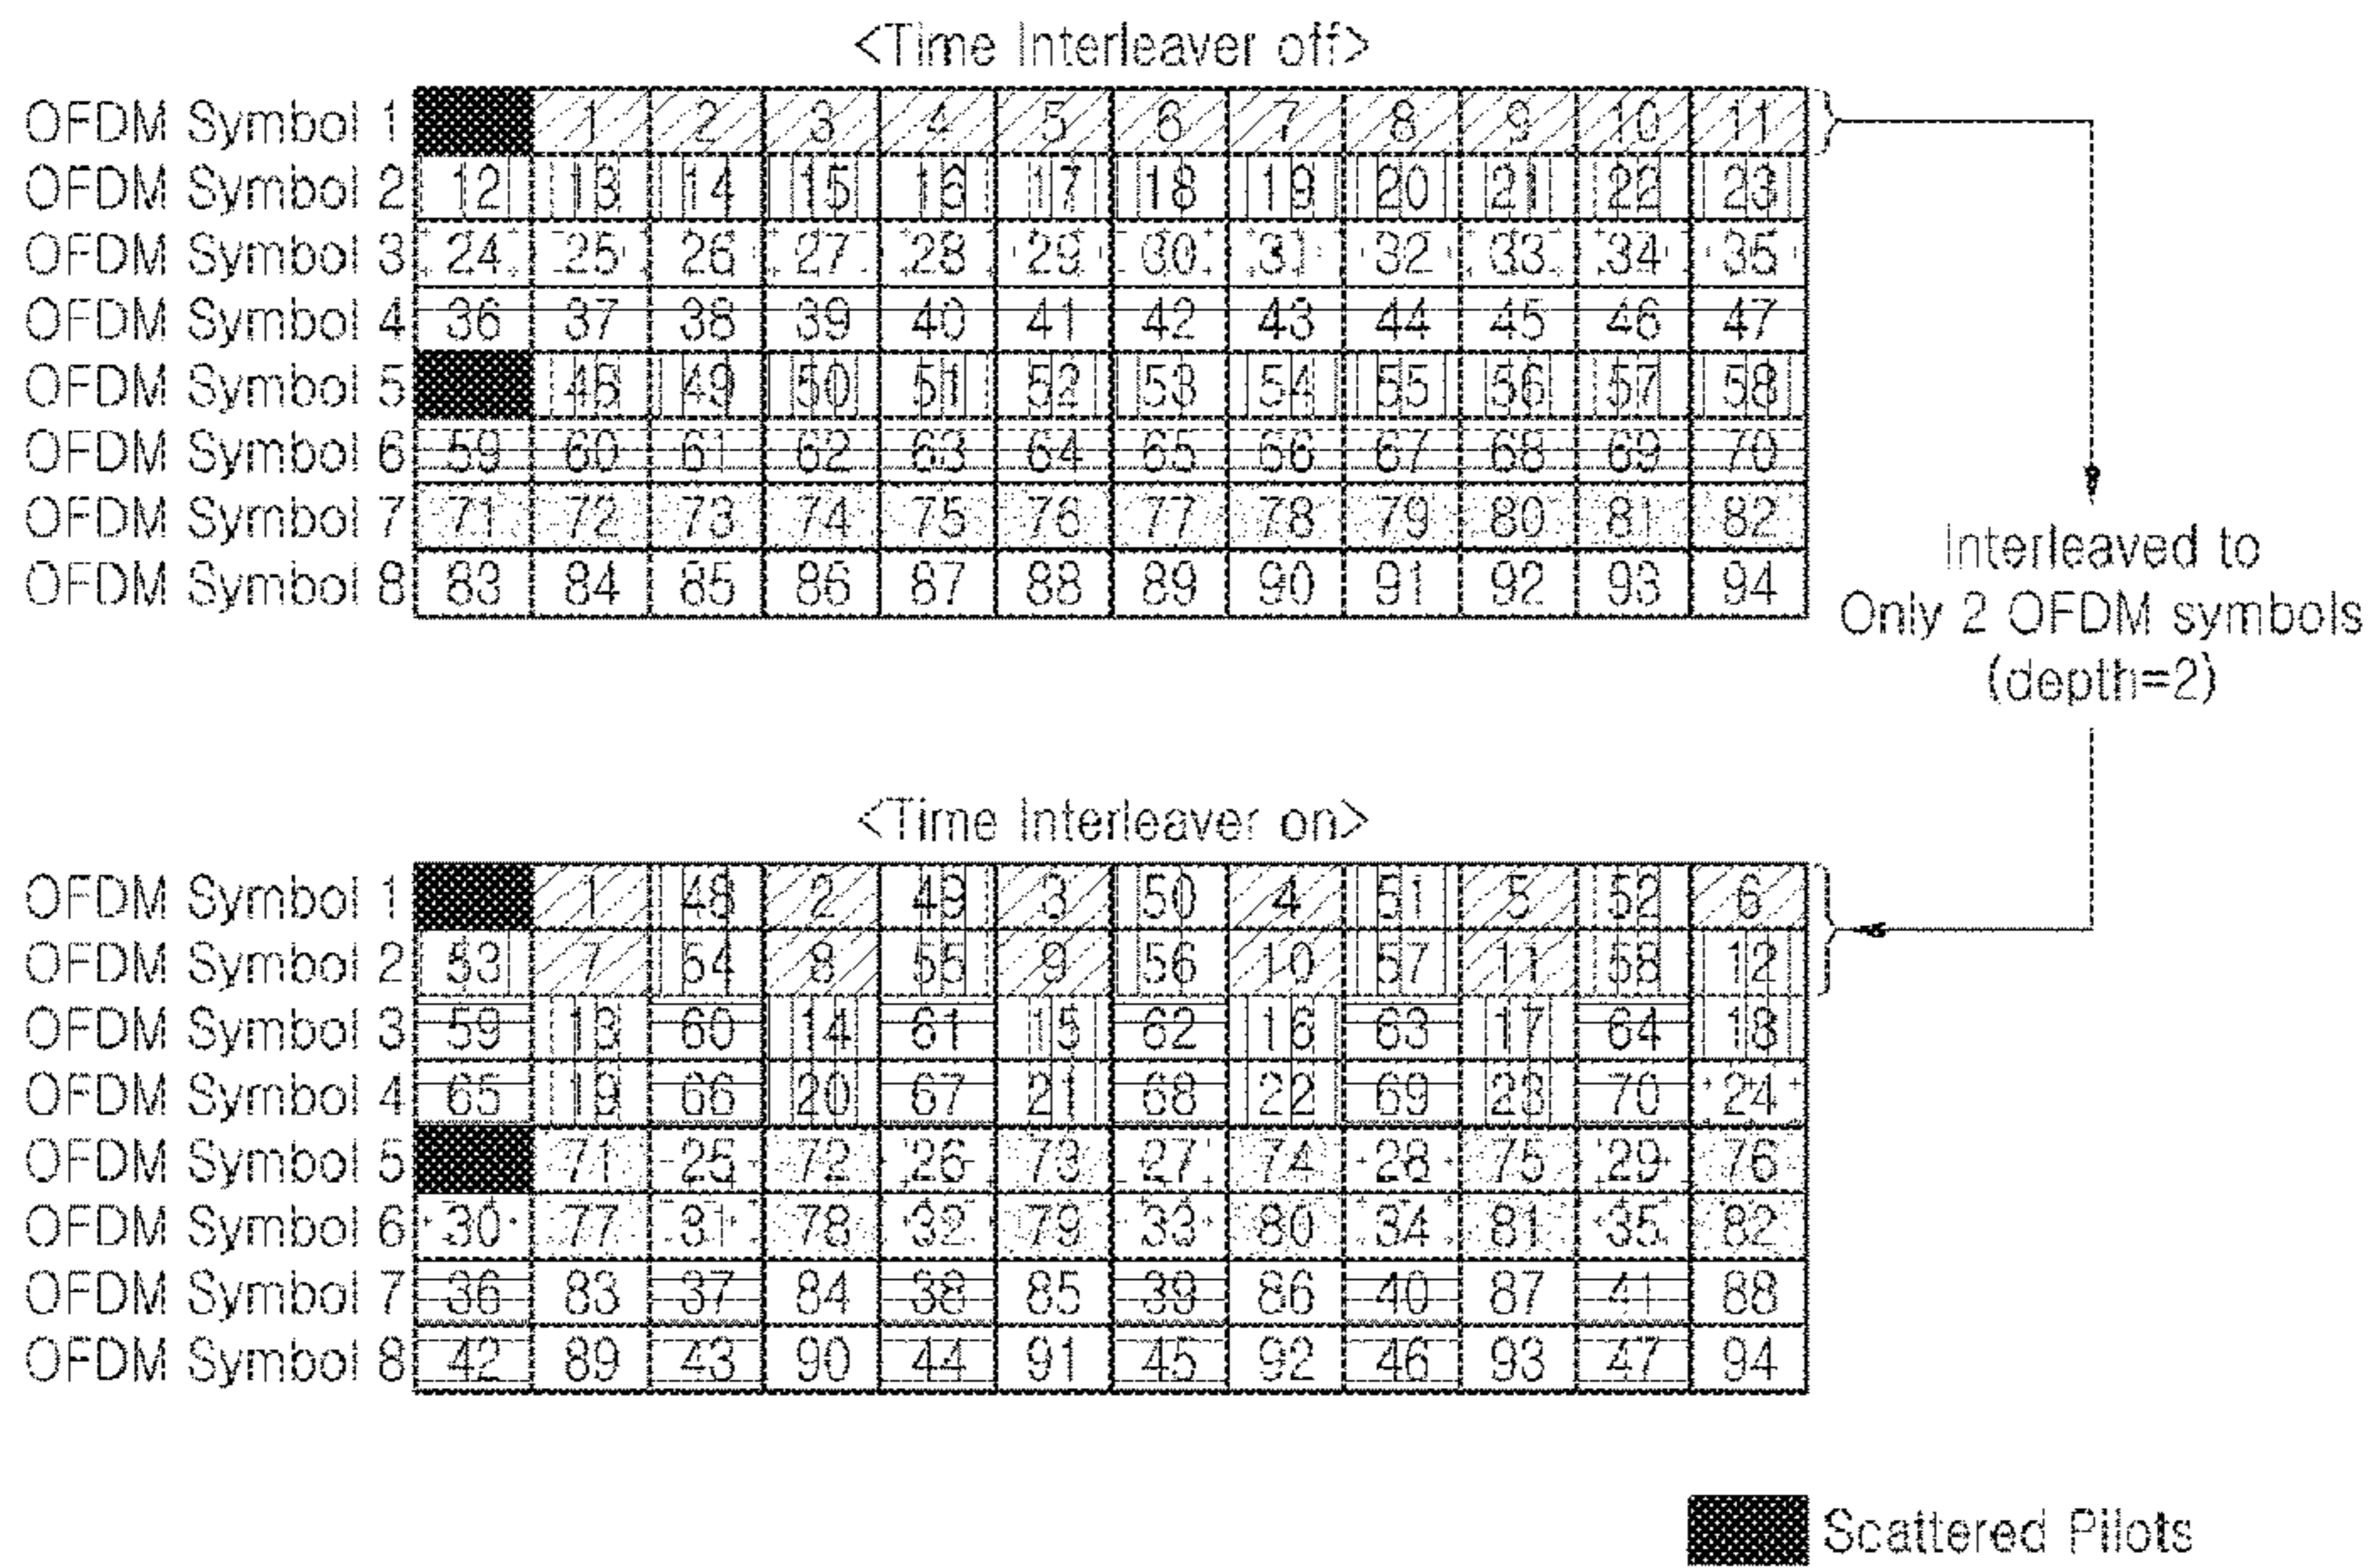 <Time Interleaver off>
OFDM Symbol 1 1 2 3 4 5 6 7 8 9 10 11
OFDM Symbol 2 12 13 14 15 16 17 18 19 20 21 22 23
OFDM Symbol 3 24 25 26 27 28 29 30 31 32 33 34 35
OFDM Symbol 4 36 37 38 39 40 41 42 43 44 45 46 47
OFDM Symbol 5 48 49 50 51 52 53 54 55 56 57 58
OFDM Symbol 6 59 60 61 62 63 64 65 66 67 68 69 70
OFDM Symbol 7 71 72 73 74 75 76 77 78 79 80 81 82
OFDM Symbol 8 83 84 85 86 87 88 89 90 91 92 93 94
Interleaved to
Only 2 OFDM symbols
(depth=2)
<Time Interleaver on>
OFDM Symbol 1 1 48 2 49 3 50 4 51 5 52 6
OFDM Symbol 2 53 7 54 8 55 9 56 10 57 11 58 12
OFDM Symbol 3 59 13 60 14 61 15 62 16 63 17 64 18
OFDM Symbol 4 65 19 66 20 67 21 68 22 69 23 70 24
OFDM Symbol 5 71 25 72 26 73 27 74 28 75 29 76
OFDM Symbol 6 30 77 31 78 32 79 33 80 34 81 35 82
OFDM Symbol 7 36 83 37 84 38 85 39 86 40 87 41 88
OFDM Symbol 8 42 89 43 90 44 91 45 92 46 93 47 94
Scattered Pilots